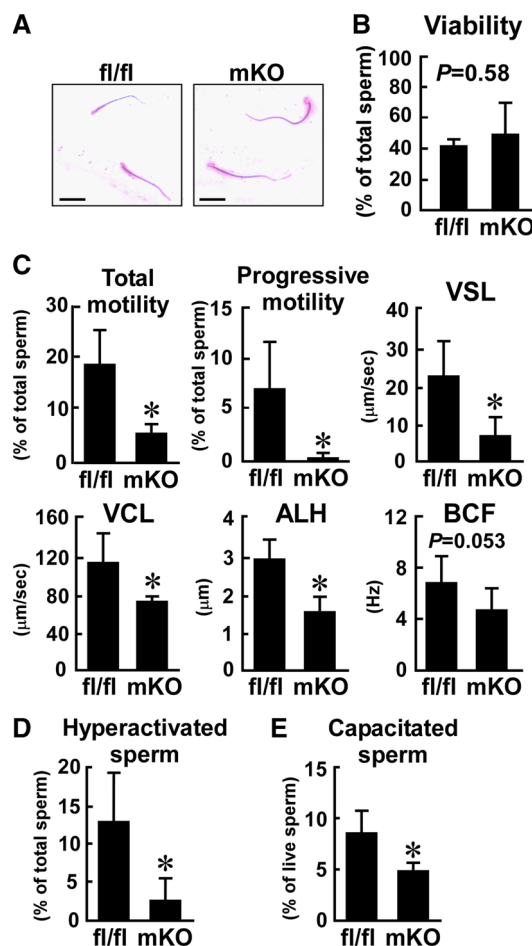 A
fl/fl
mKO
B
Viability
P=0.58
(% of total sperm)
100
80
60
40
20
0
fl/fl mKO
C
Total
motility
(% of total sperm)
30
20
10
0
*
fl/fl mKO
Progressive
motility
(% of total sperm)
15
10
5
0
*
fl/fl mKO
VSL
(μm/sec)
40
30
20
10
0
*
fl/fl mKO
VCL
(μm/sec)
160
120
80
40
0
*
fl/fl mKO
ALH
(μm)
4
3
2
1
0
*
fl/fl mKO
BCF
P=0.053
(Hz)
12
8
4
0
fl/fl mKO
D
Hyperactivated
sperm
(% of total sperm)
20
15
10
5
0
*
fl/fl mKO
E
Capacitated
sperm
(% of live sperm)
15
10
5
0
*
fl/fl mKO